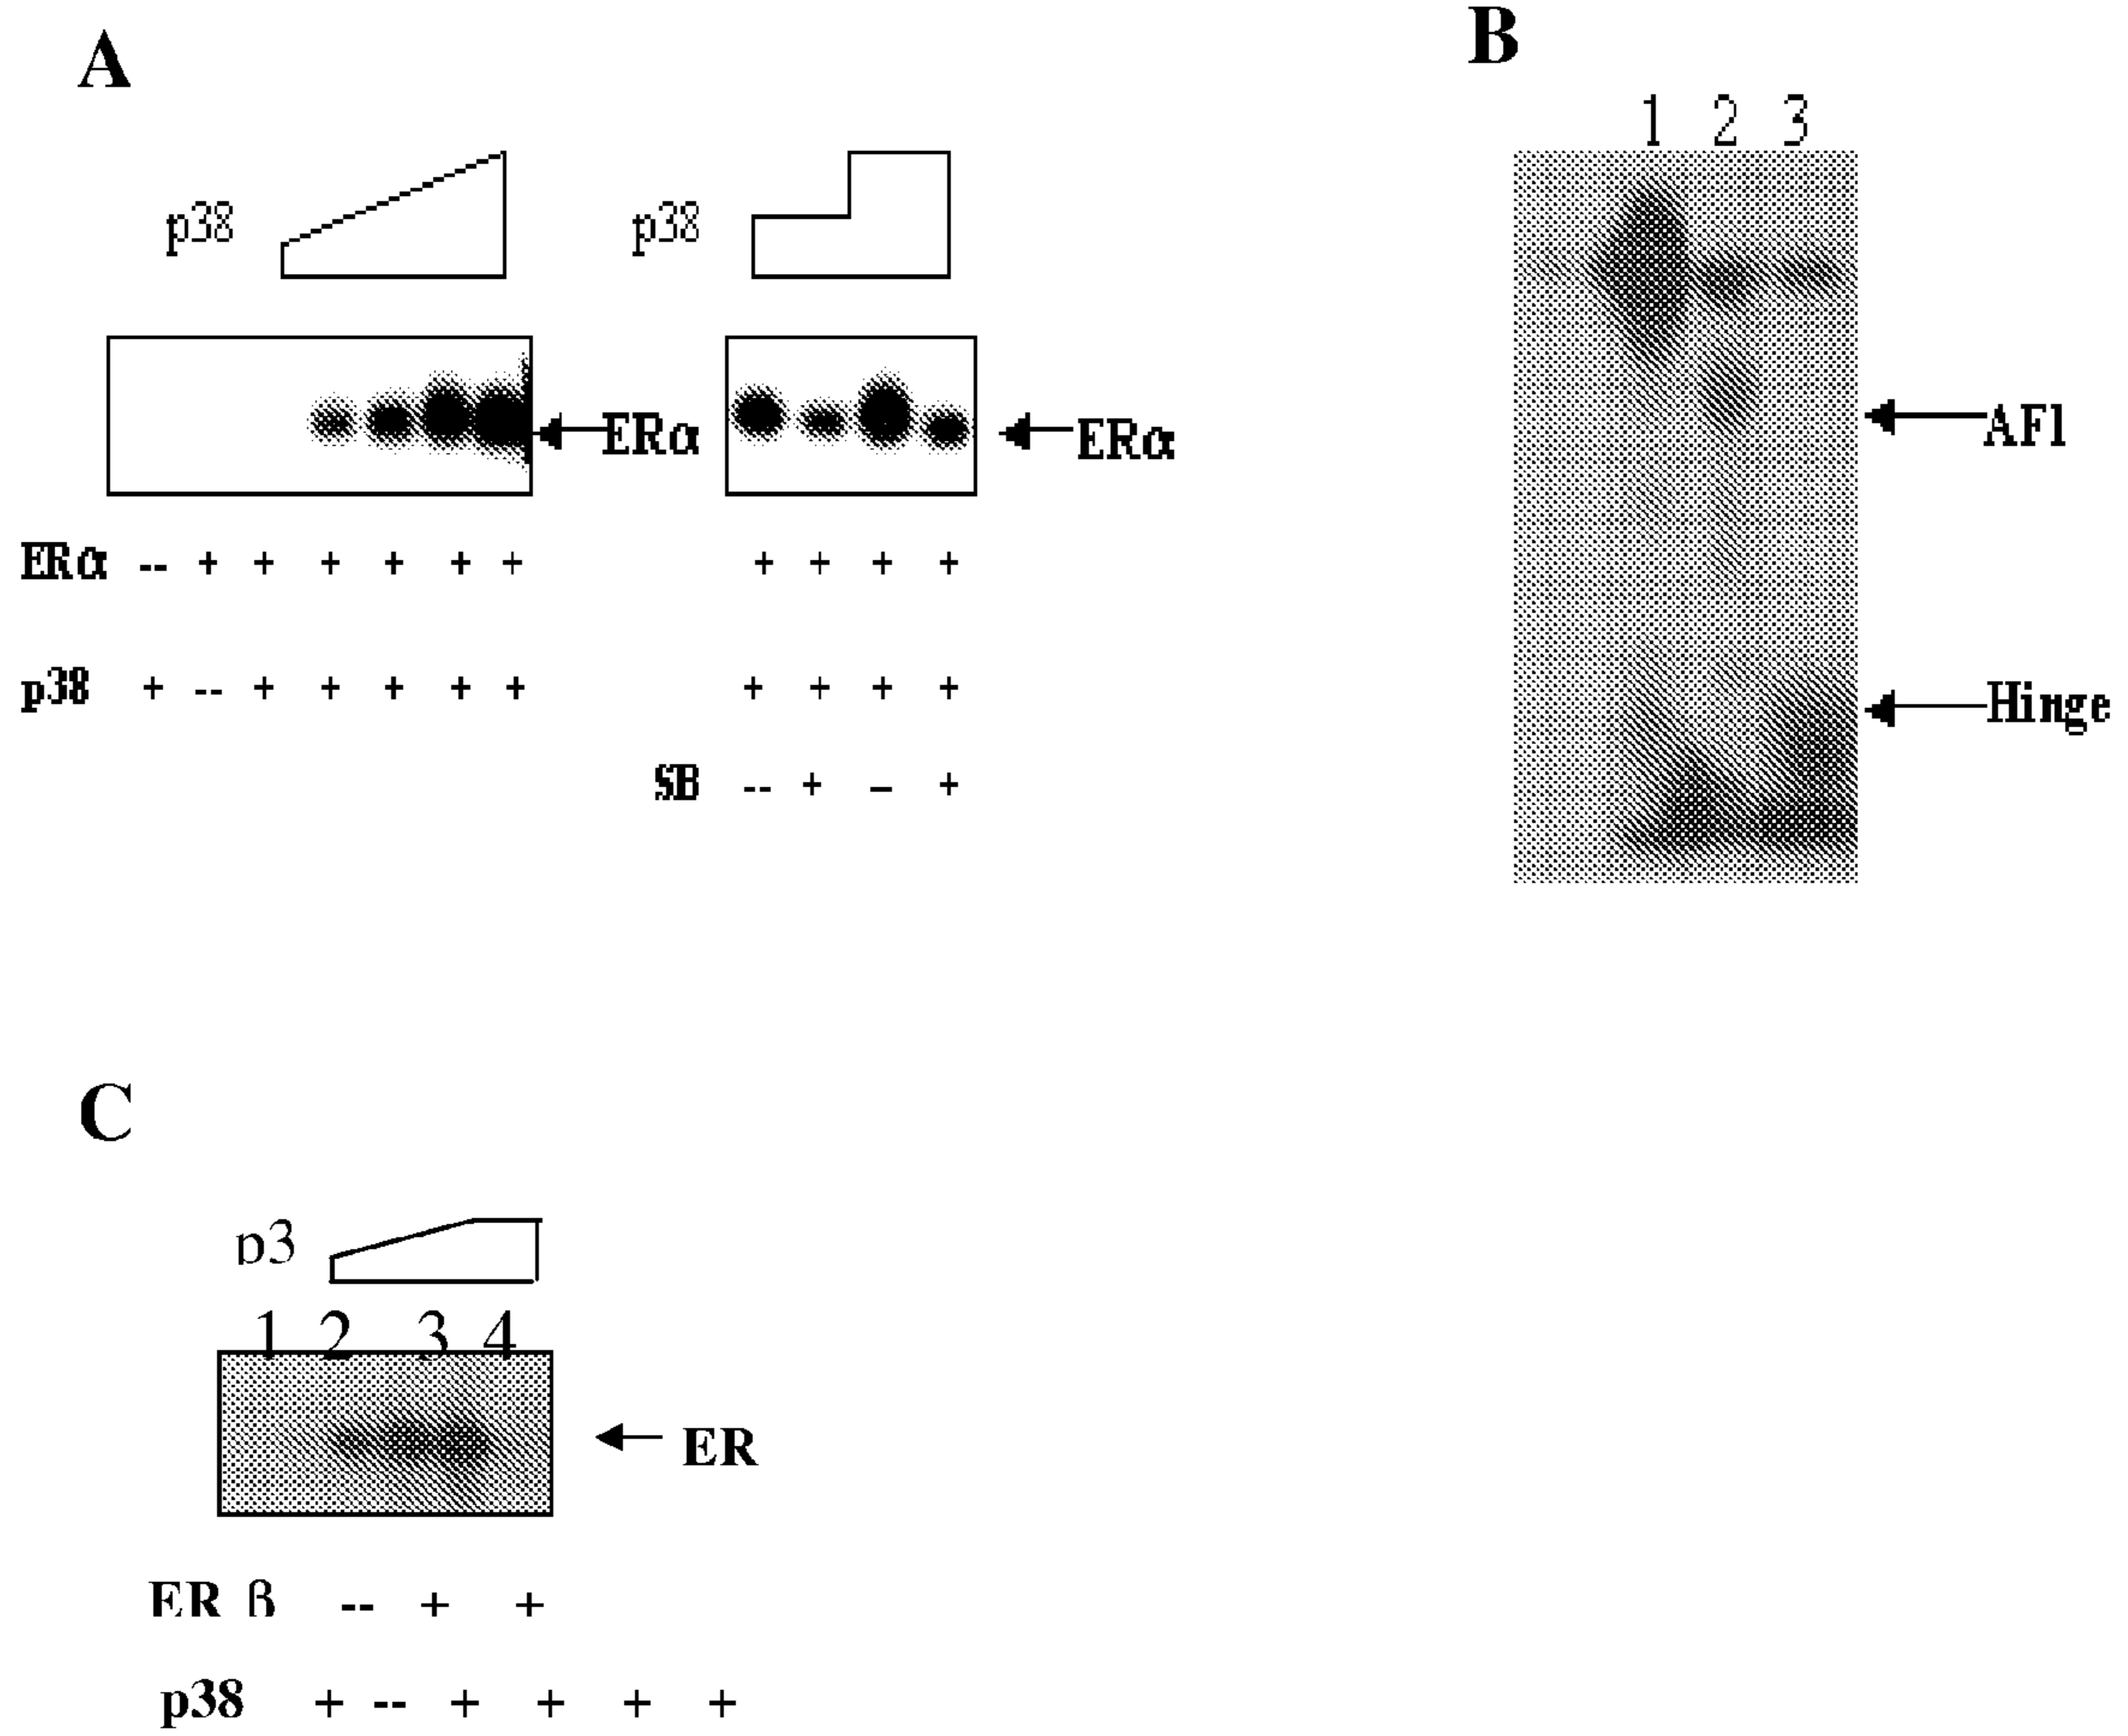 A
B
1 2 3
p38
p38
ERα
ERα
AF1
ERα -- + + + + + +
+ + + +
p38 + -- + + + + +
+ + + +
Hinge
SB -- + – +
C
p3
1 2 3 4
ER
ER β -- + +
p38 + -- + + + +